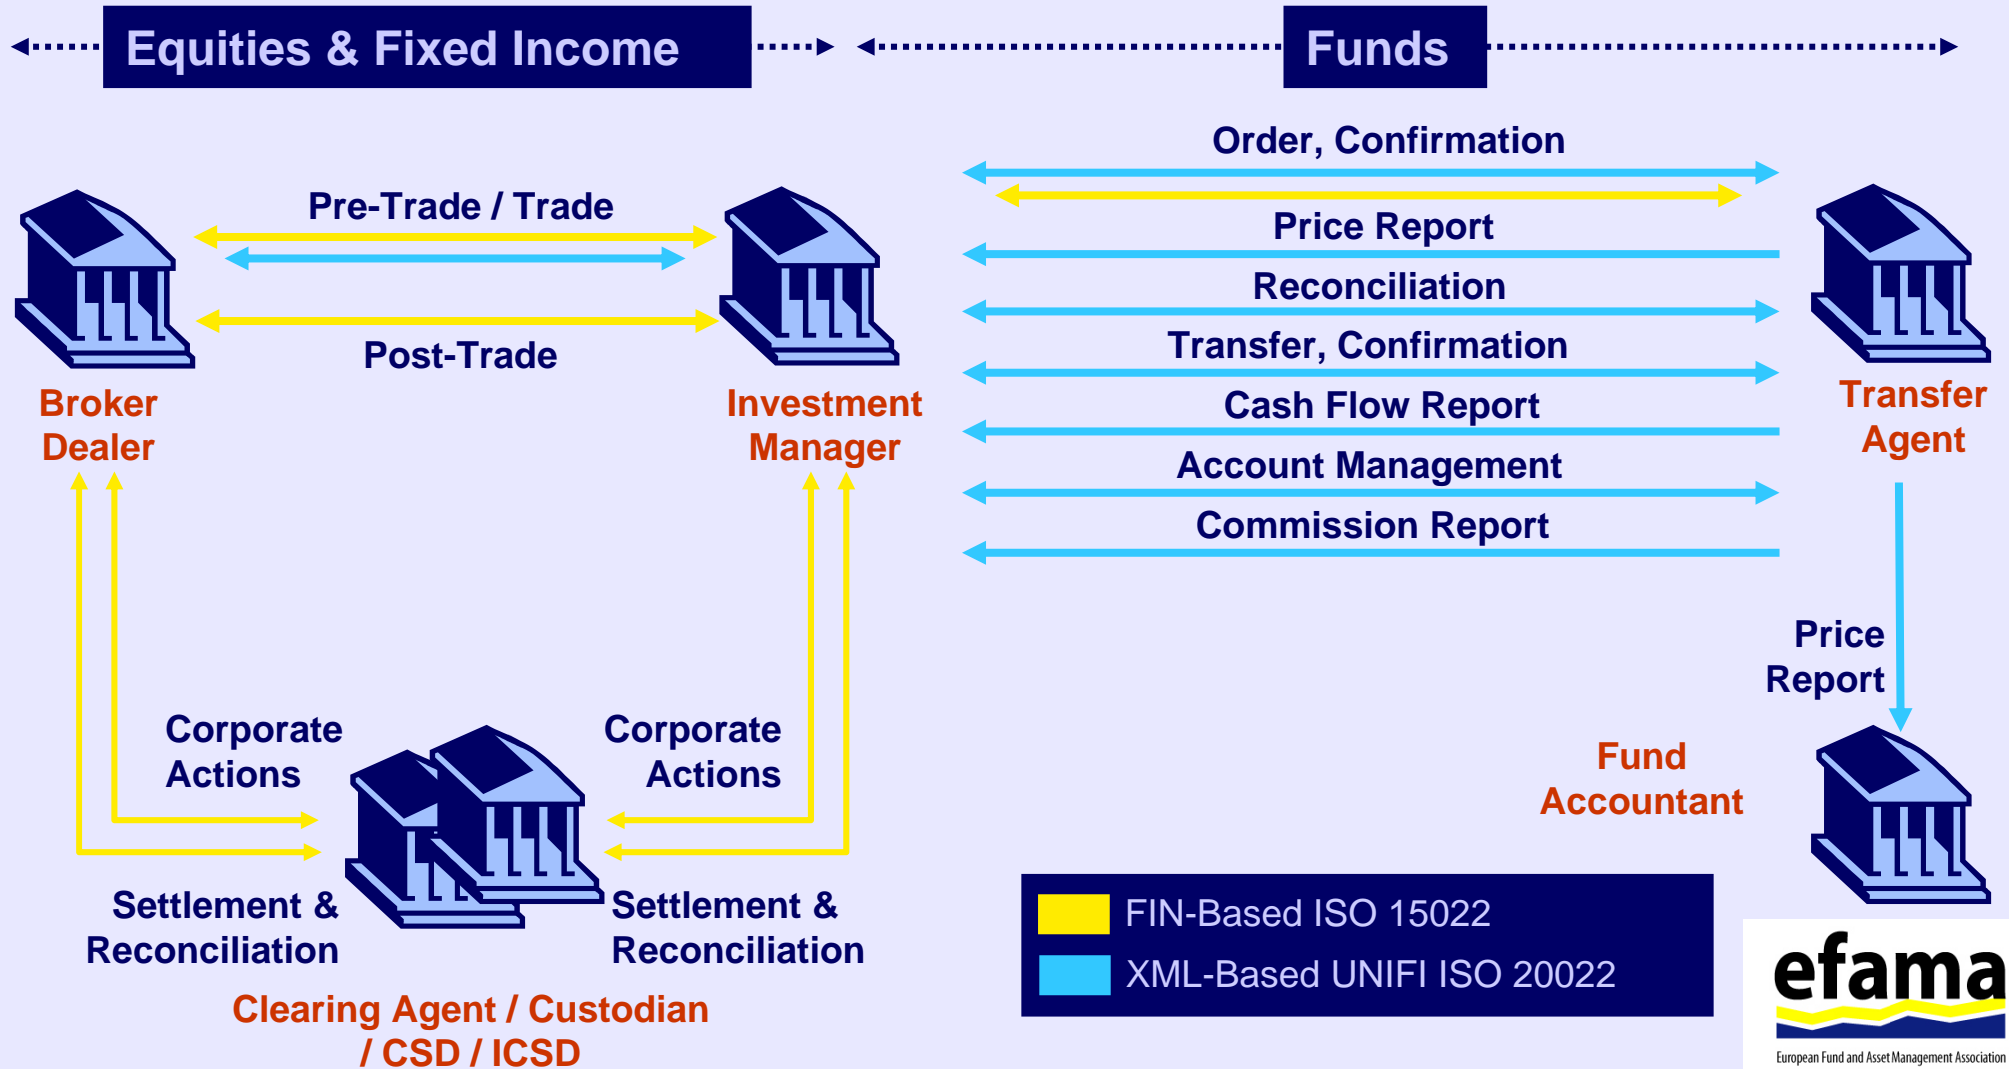 Equities & Fixed Income
Funds
Order, Confirmation
Pre-Trade / Trade
Price Report
Reconciliation
Post-Trade
Transfer, Confirmation
Broker
Dealer
Investment
Manager
Cash Flow Report
Transfer
Agent
Account Management
Commission Report
Price
Report
Corporate
Actions
Corporate
Actions
Fund
Accountant
Settlement &
Reconciliation
Settlement &
Reconciliation
FIN-Based ISO 15022
XML-Based UNIFI ISO 20022
Clearing Agent / Custodian
/ CSD / ICSD
efama
European Fund and Asset Management Association